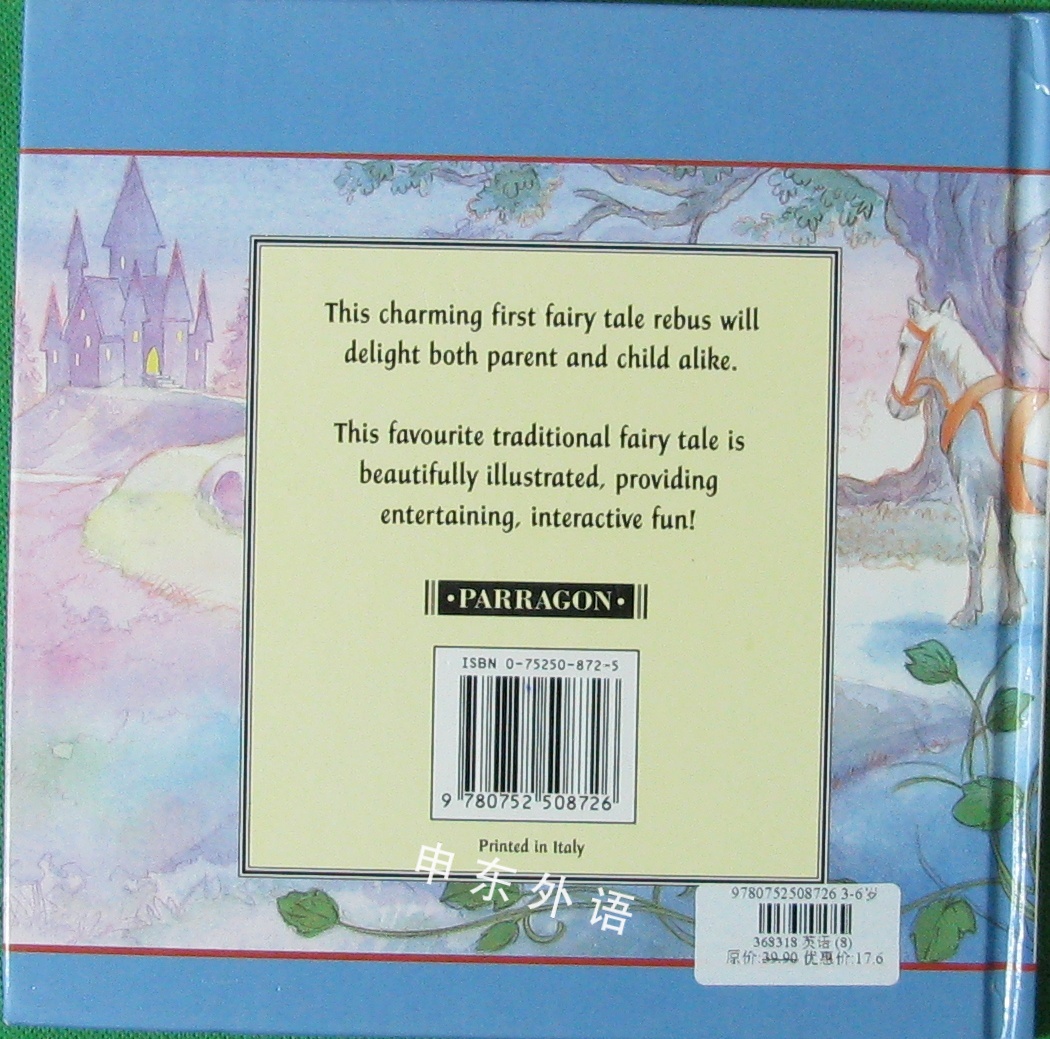 This charming first fairy tale rebus will
delight both parent and child alike.
This favourite traditional fairy tale is
beautifully illustrated, providing
entertaining, interactive fun!
·PARRAGON·
ISBN 0-75250-872-5
9 780752 508726
Printed in Italy
申东外语
9780752508726 3-6岁
368318 英语 (8)
原价:39.90 优惠价:17.6